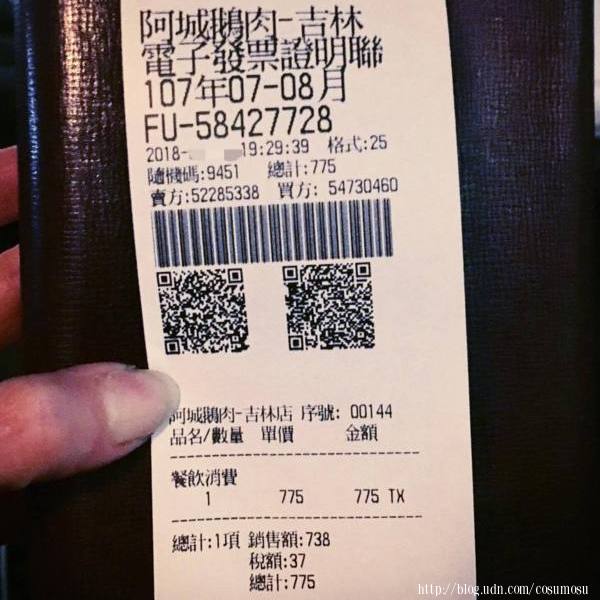 阿城鵝肉-吉林
電子發票證明聯
107年07-08月
FU-58427728
2018- 19:29:39 格式:25
隨機碼:9451 總計:775
賣方:52285338 買方: 54730460
阿城鵝肉-吉林店 序號: 00144
品名/數量 單價 金額
餐飲消費
1 775 775 TX
總計:1項 銷售額:738
稅額:37
總計:775
http://blog.udn.com/cosumosu